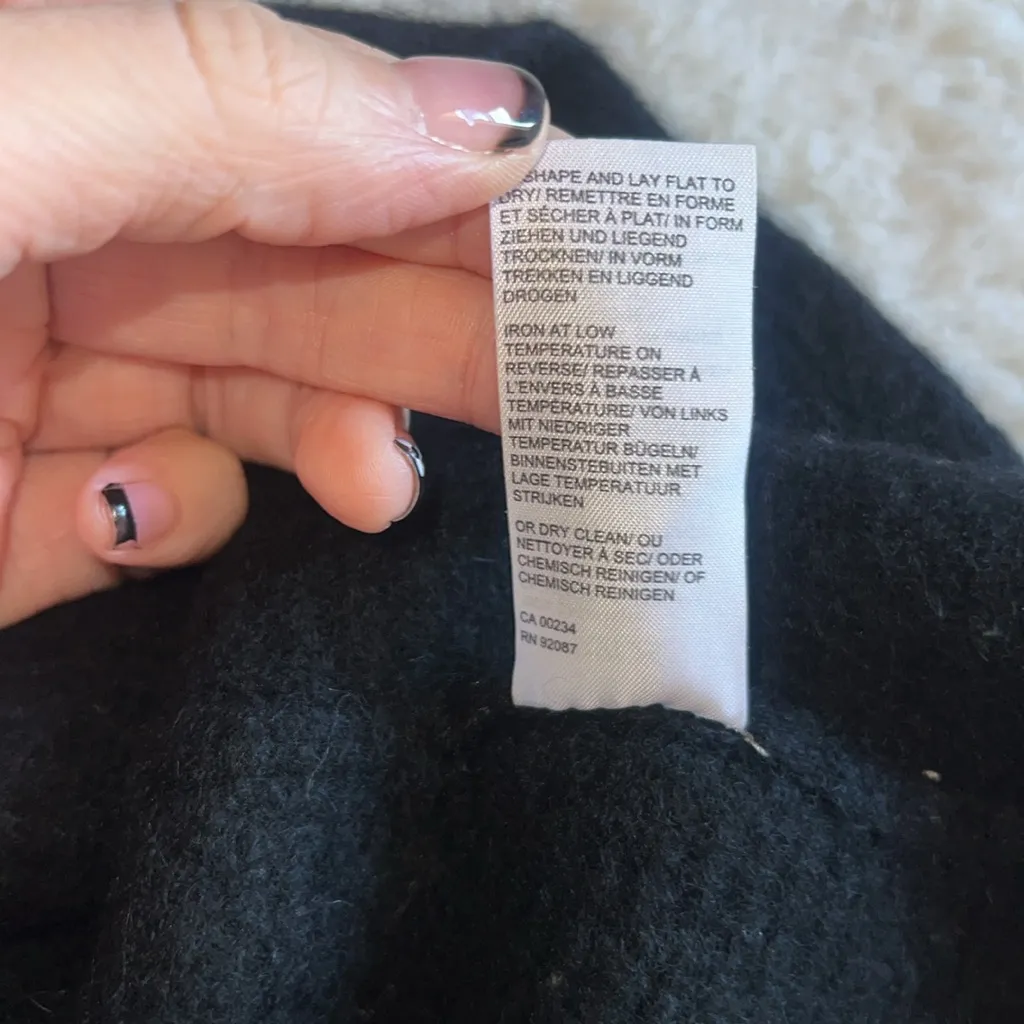 SHAPE AND LAY FLAT TO
DRY/ REMETTRE EN FORME
ET SÉCHER À PLAT/ IN FORM
ZIEHEN UND LIEGEND
TROCKNEN/ IN VORM
TREKKEN EN LIGGEND
DROGEN
IRON AT LOW
TEMPERATURE ON
REVERSE/ REPASSER À
L'ENVERS À BASSE
TEMPERATURE/ VON LINKS
MIT NIEDRIGER
TEMPERATUR BÜGELN/
BINNENSTEBUITEN MET
LAGE TEMPERATUUR
STRIJKEN
OR DRY CLEAN/ OU
NETTOYER À SEC/ ODER
CHEMISCH REINIGEN/ OF
CHEMISCH REINIGEN
CA 00234
RN 92087